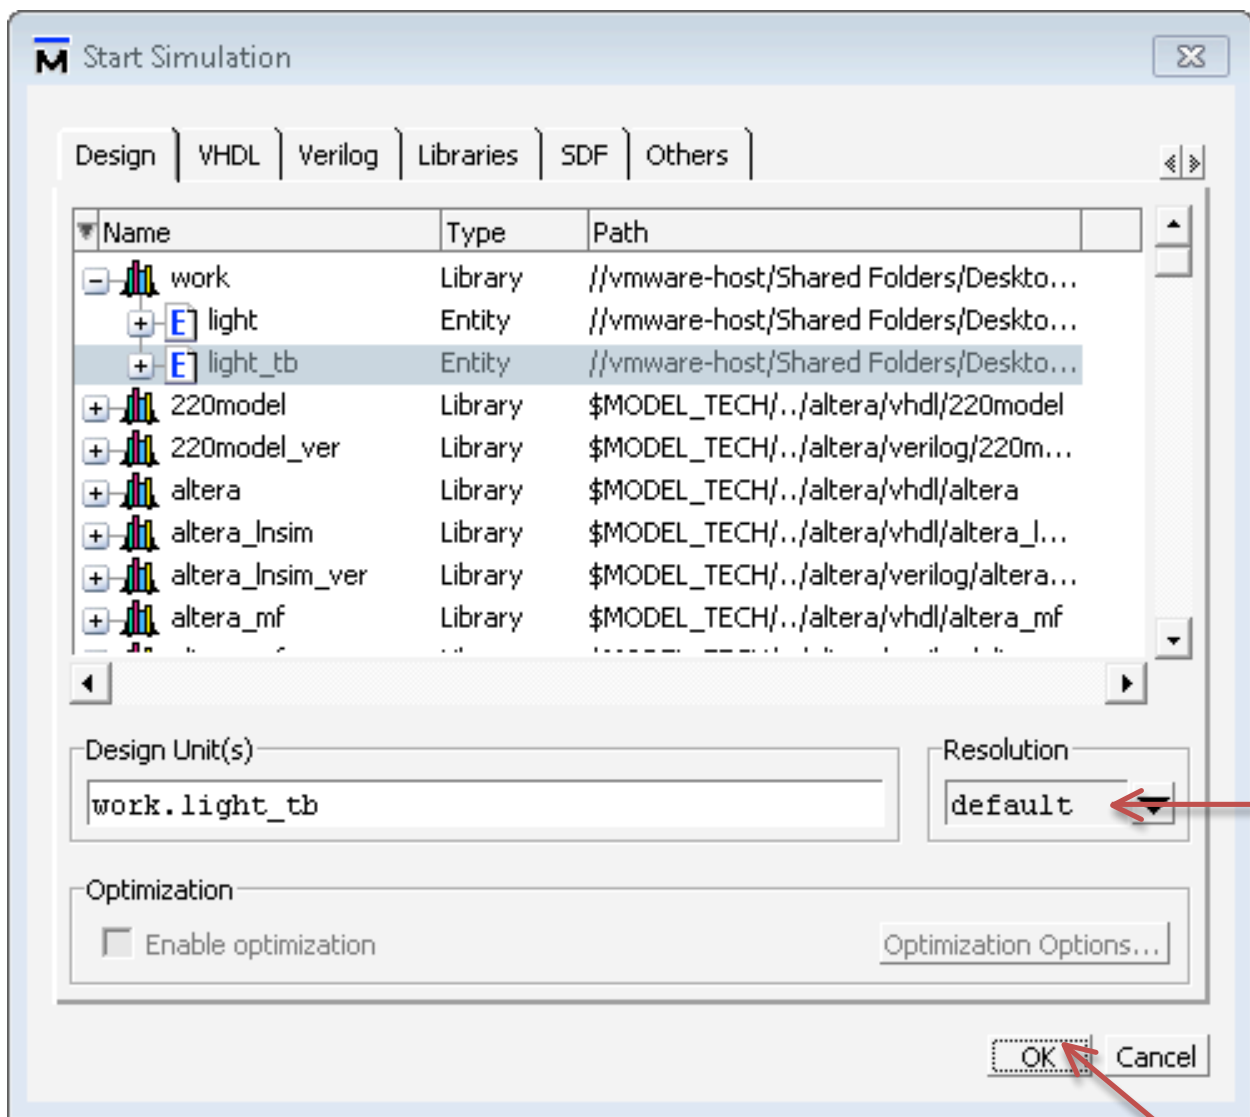 M Start Simulation
Design VHDL Verilog Libraries SDF Others
Name Type Path
work Library //vmware-host/Shared Folders/Deskto...
E light Entity //vmware-host/Shared Folders/Deskto...
E light_tb Entity //vmware-host/Shared Folders/Deskto...
220model Library $MODEL_TECH/../altera/vhdl/220model
220model_ver Library $MODEL_TECH/../altera/verilog/220m...
altera Library $MODEL_TECH/../altera/vhdl/altera
altera_lnsim Library $MODEL_TECH/../altera/vhdl/altera_l...
altera_lnsim_ver Library $MODEL_TECH/../altera/verilog/altera...
altera_mf Library $MODEL_TECH/../altera/vhdl/altera_mf
Design Unit(s) Resolution
work.light_tb default
Optimization
Enable optimization Optimization Options...
OK Cancel